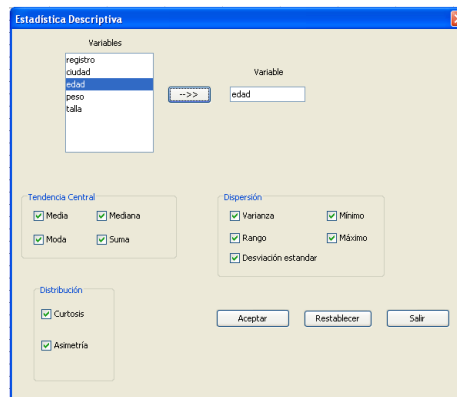 Estadística Descriptiva
Variables
registro
ciudad
edad
peso
talla
Variable
-->>
edad
Tendencia Central
Media
Mediana
Moda
Suma
Dispersión
Varianza
Mínimo
Rango
Máximo
Desviación estandar
Distribución
Curtosis
Asimetría
Aceptar
Restablecer
Salir